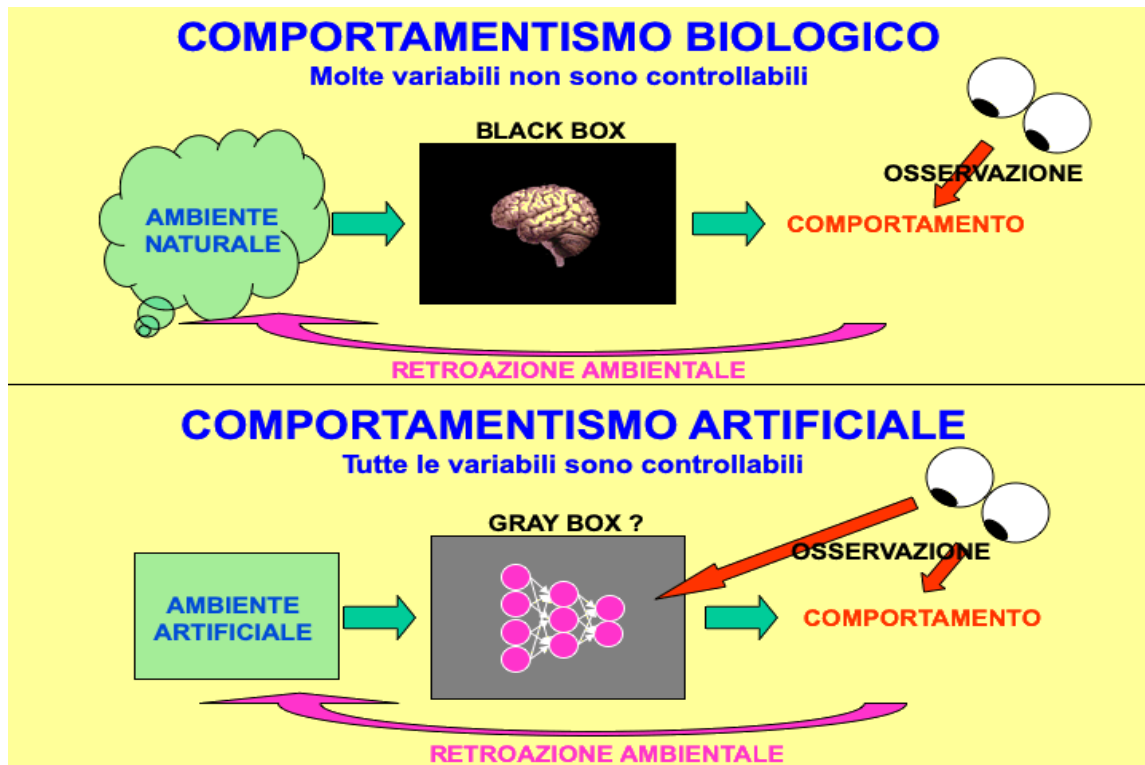 COMPORTAMENTISMO BIOLOGICO
Molte variabili non sono controllabili
BLACK BOX
OSSERVAZIONE
AMBIENTE
NATURALE
COMPORTAMENTO
RETROAZIONE AMBIENTALE
COMPORTAMENTISMO ARTIFICIALE
Tutte le variabili sono controllabili
GRAY BOX ?
OSSERVAZIONE
AMBIENTE
ARTIFICIALE
COMPORTAMENTO
RETROAZIONE AMBIENTALE